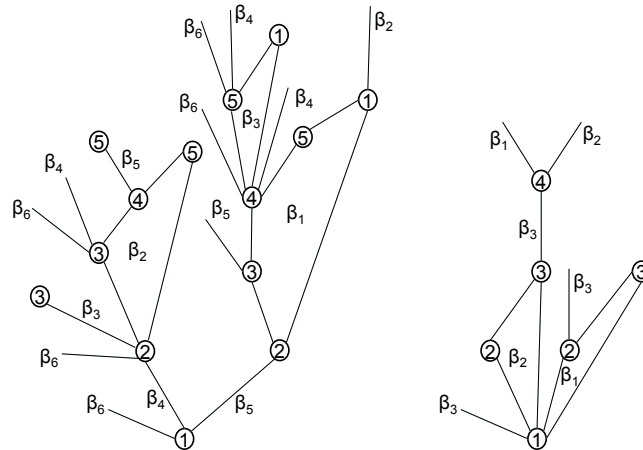 β₄ ① β₂
β₆
⑤ β₃ ① 
β₆ β₄
⑤ β₅ ⑤ ⑤ β₁ β₂
β₄
④ ④ ④
β₆ β₅ β₁ β₃
③ β₂ ③ ③ ③
③ β₃ β₃
② ② ② β₂ ②
β₆ β₁
β₆ β₄ β₅ β₃
① ①